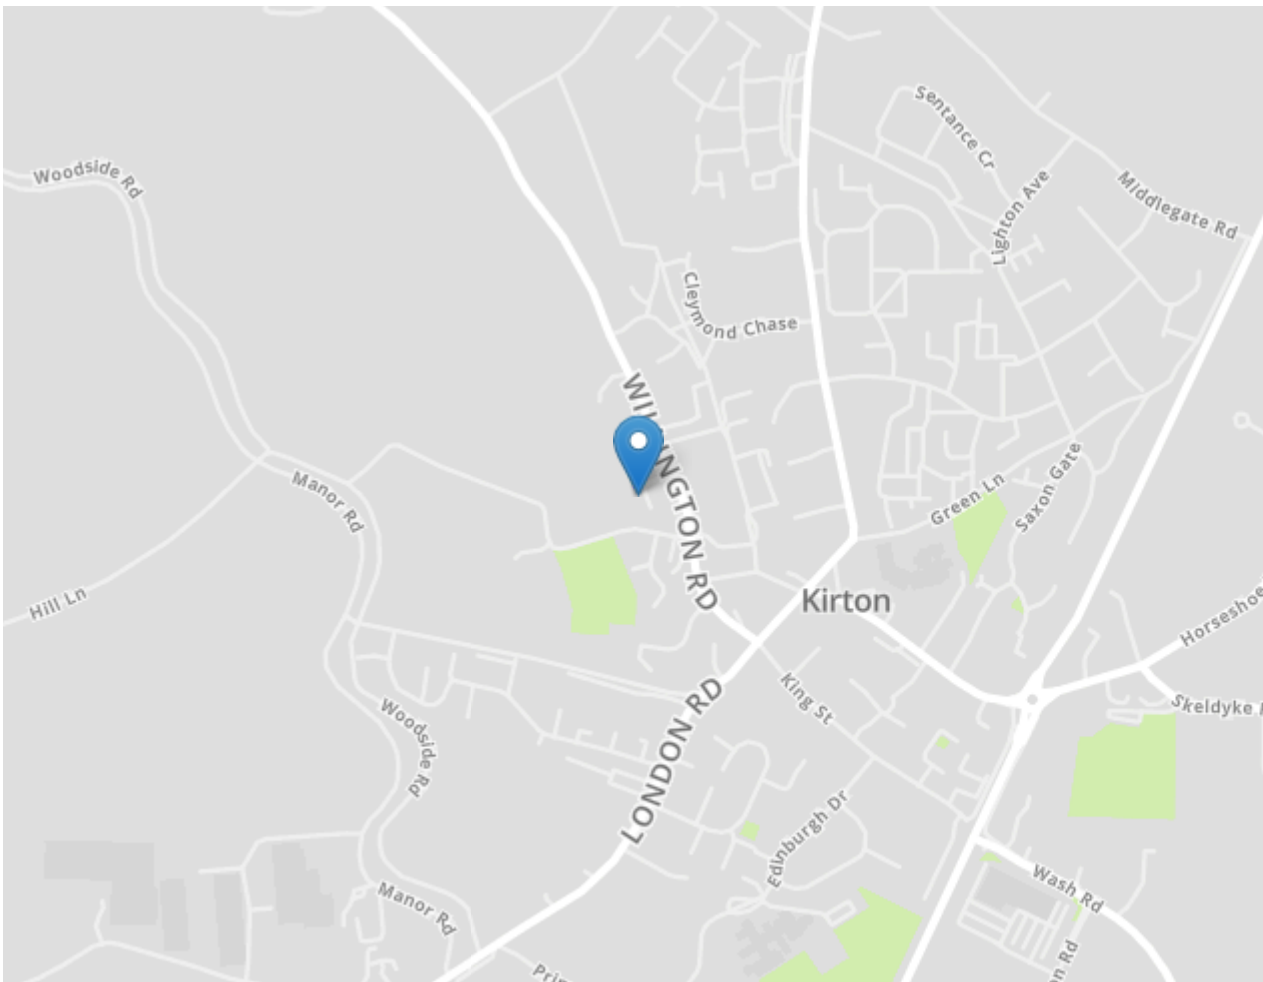 Sentance Cr
Woodside Rd
Lighton Ave
Middlegate Rd
Cleymond Chase
Manor Rd
Green Ln
Saxon Gate
RD
Hill Ln
Kirton
Horseshoe
King St
Skeldyke
Woodside Rd
LONDON RD
Edinburgh Dr
Wash Rd
Manor Rd